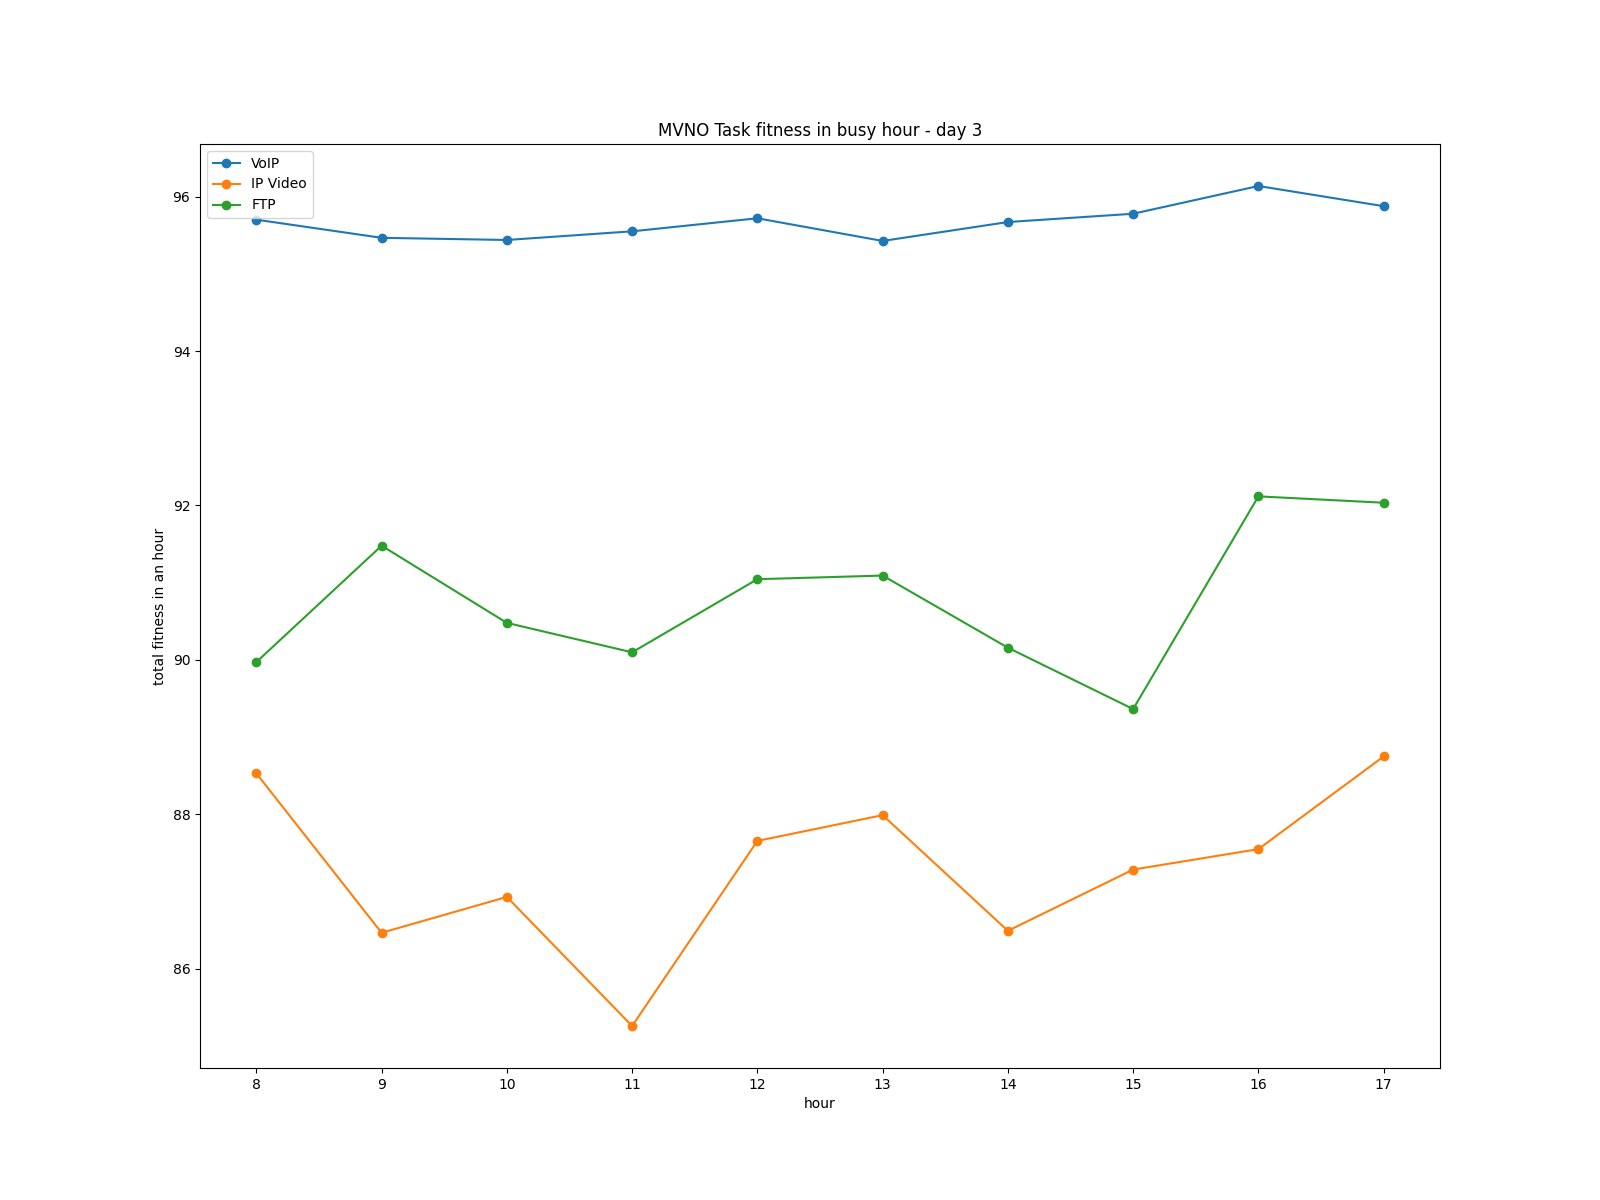 MVNO Task fitness in busy hour - day 3
VoIP
IP Video
FTP
96
94
92
90
88
86
total fitness in an hour
8 9 10 11 12 13 14 15 16 17
hour